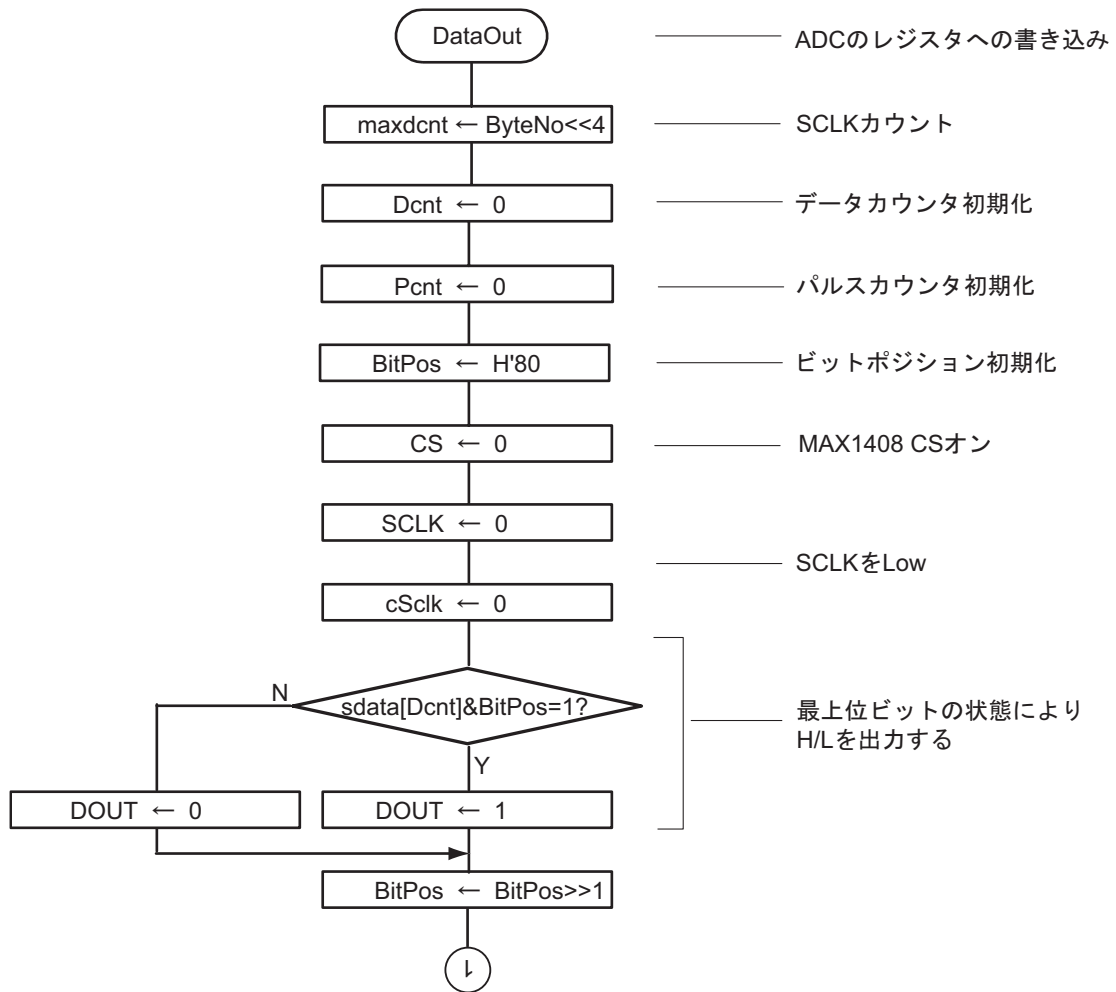 DataOut
ADCのレジスタへの書き込み
maxdcnt ← ByteNo<<4
SCLKカウント
Dcnt ← 0
データカウンタ初期化
Pcnt ← 0
パルスカウンタ初期化
BitPos ← H'80
ビットポジション初期化
CS ← 0
MAX1408 CSオン
SCLK ← 0
SCLKをLow
cSclk ← 0
N
sdata[Dcnt]&BitPos=1?
最上位ビットの状態により
H/Lを出力する
Y
DOUT ← 0
DOUT ← 1
BitPos ← BitPos>>1